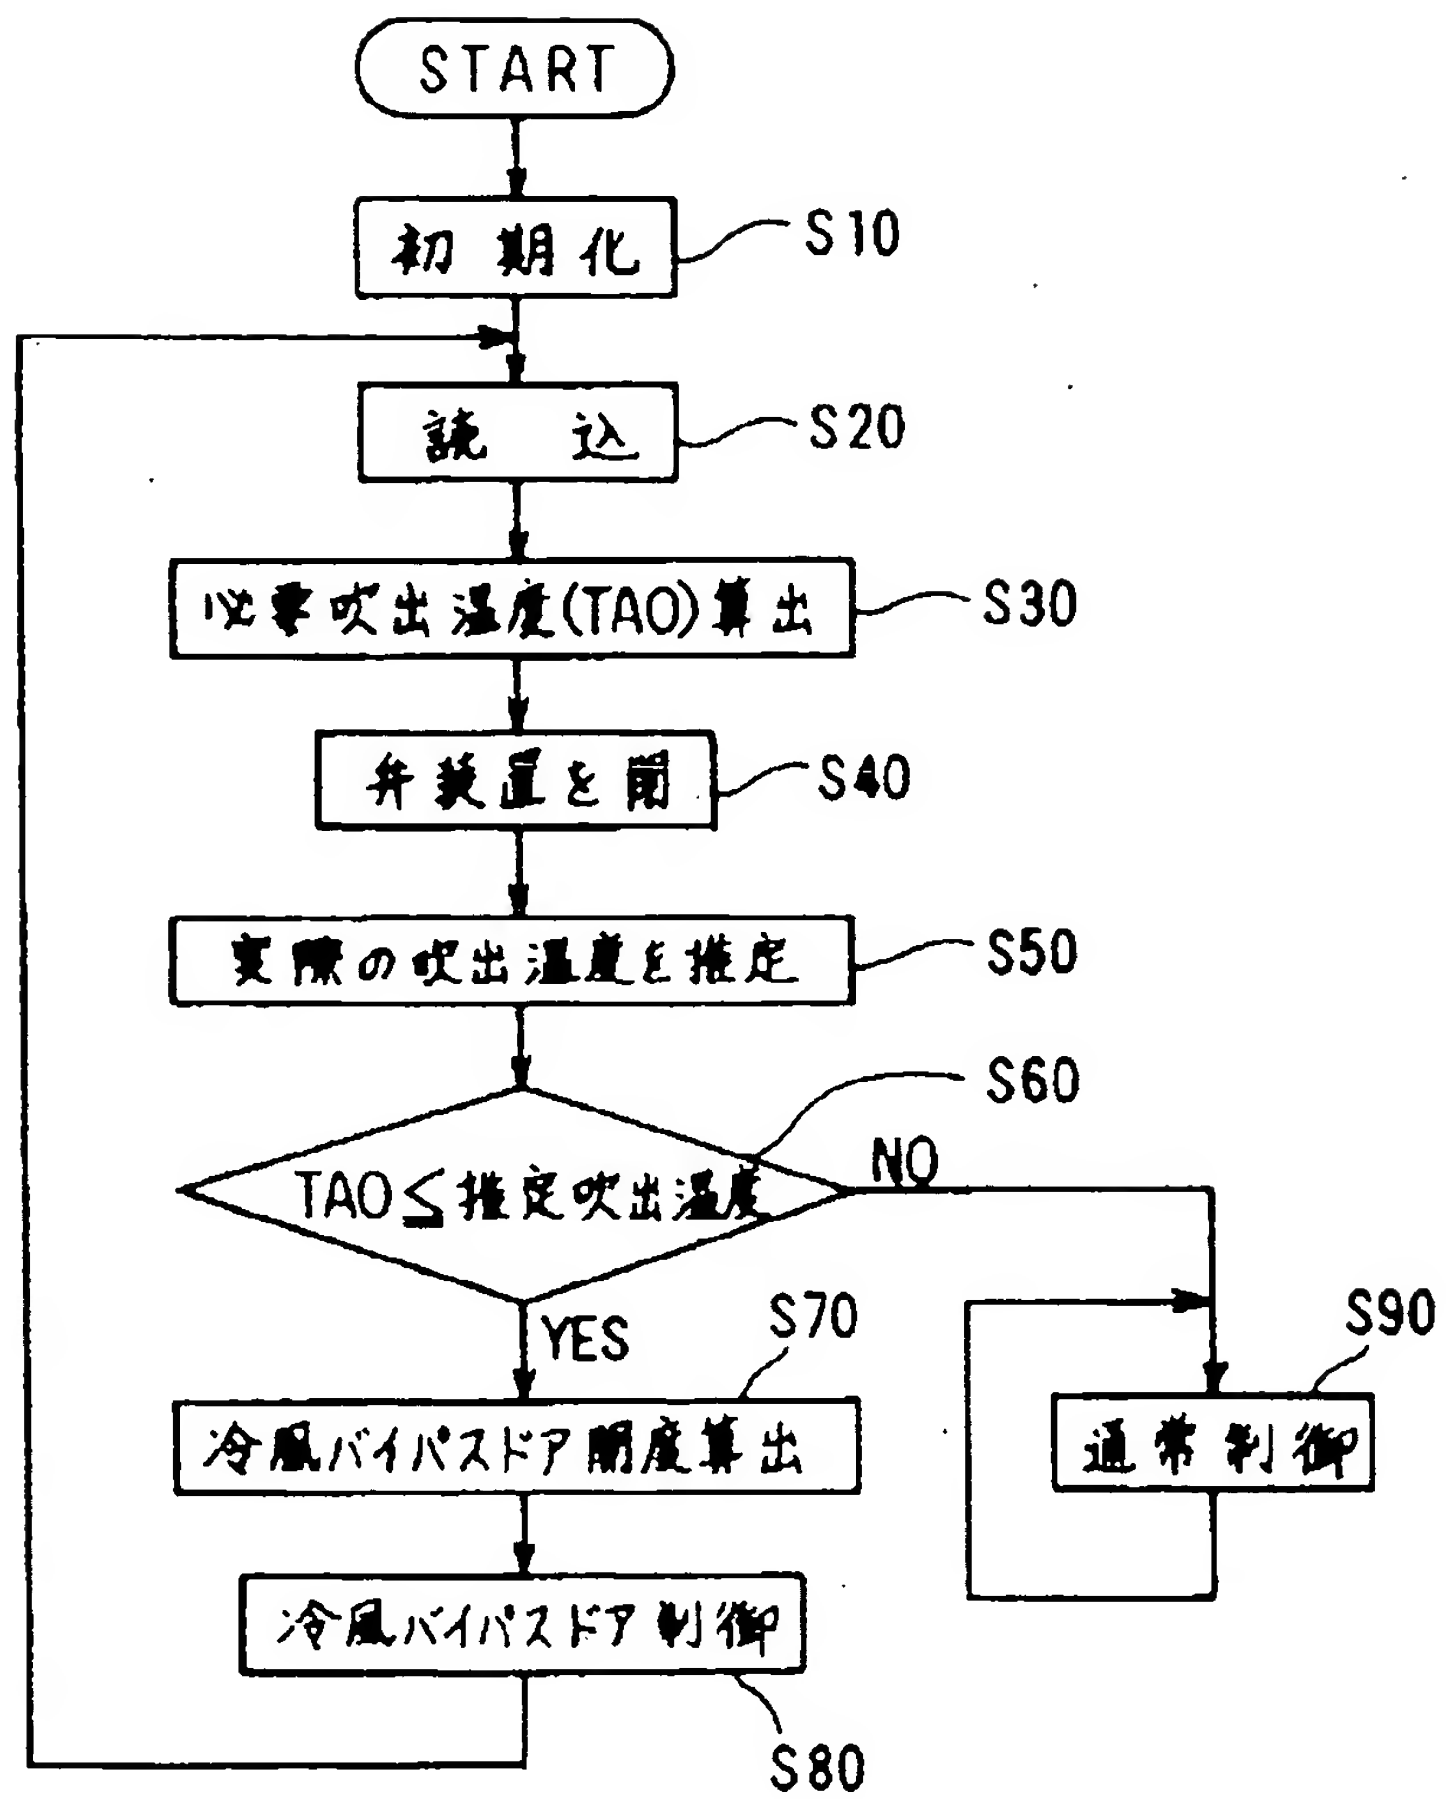 START
初期化
S10
読込
S20
必要吹出温度(TAO)算出
S30
弁装置を開
S40
実際の吹出温度を推定
S50
S60
TAO≦推定吹出温度
NO
YES
S70
冷風バイパスドア開度算出
S90
通常制御
冷風バイパスドア制御
S80